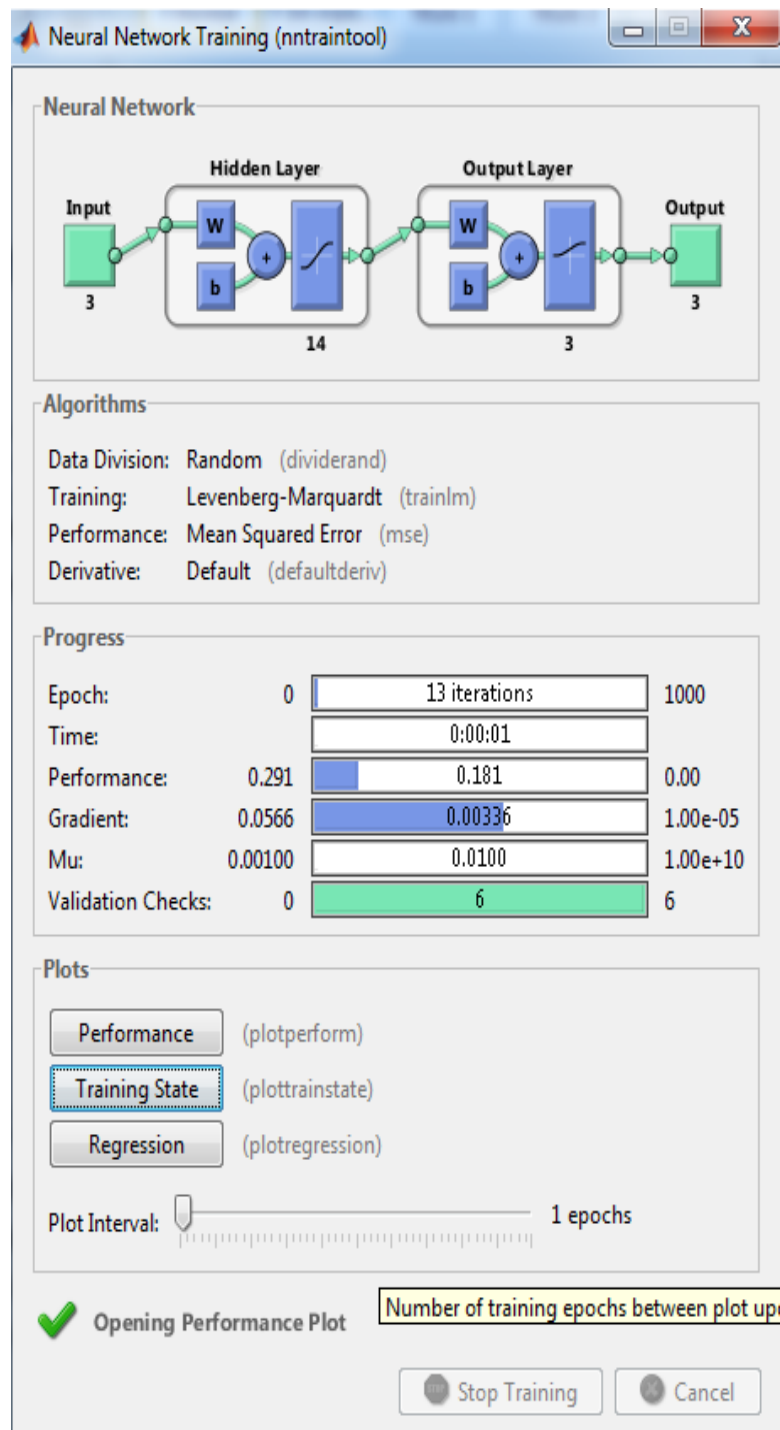 Neural Network Training (nntraintool)
Neural Network
Hidden Layer
Output Layer
Input
Output
W
W
+
+
b
b
3
14
3
3
Algorithms
Data Division: Random (dividerand)
Training: Levenberg-Marquardt (trainlm)
Performance: Mean Squared Error (mse)
Derivative: Default (defaultderiv)
Progress
Epoch: 0 13 iterations 1000
Time: 0:00:01
Performance: 0.291 0.181 0.00
Gradient: 0.0566 0.00336 1.00e-05
Mu: 0.00100 0.0100 1.00e+10
Validation Checks: 0 6 6
Plots
Performance (plotperform)
Training State (plottrainstate)
Regression (plotregression)
Plot Interval: 1 epochs
Number of training epochs between plot
Opening Performance Plot
Stop Training
Cancel